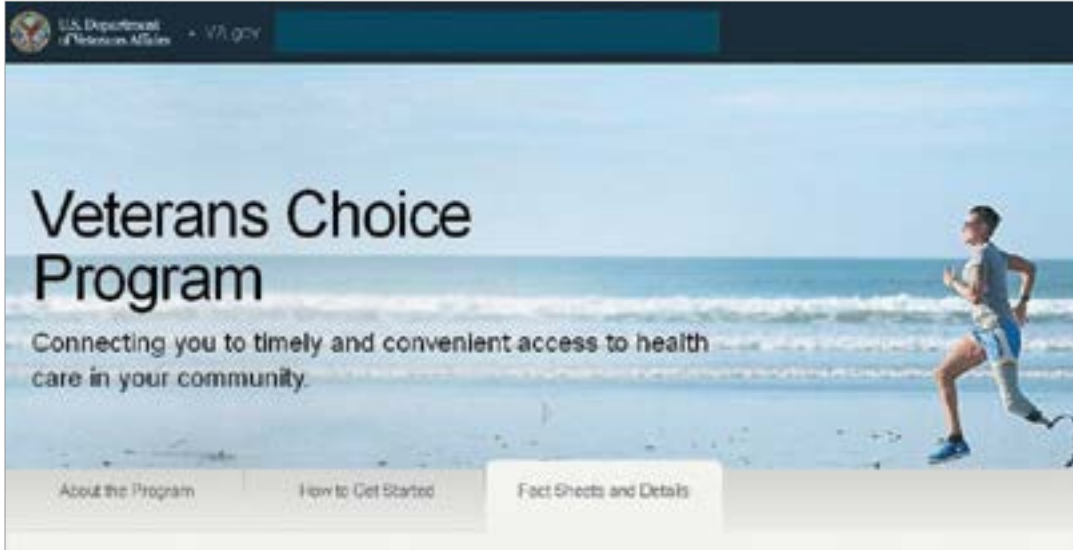 U.S. Department
of Veterans Affairs
VA.gov
Veterans Choice
Program
Connecting you to timely and convenient access to health
care in your community.
About the Program
How to Get Started
Fact Sheets and Details